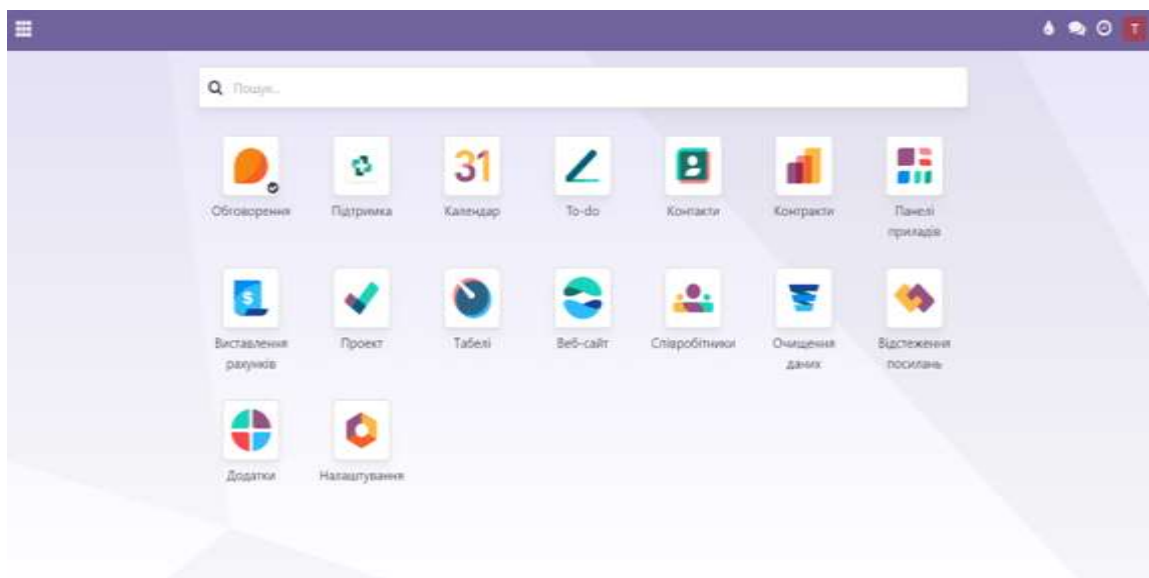 T
Пошук...
31
Обговорення
Підтримка
Календар
To-do
Контакти
Контракти
Панелі
приладів
$
Виставлення
рахунків
Проект
Табелі
Веб-сайт
Співробітники
Очищення
даних
Відстеження
посилань
Додатки
Налаштування